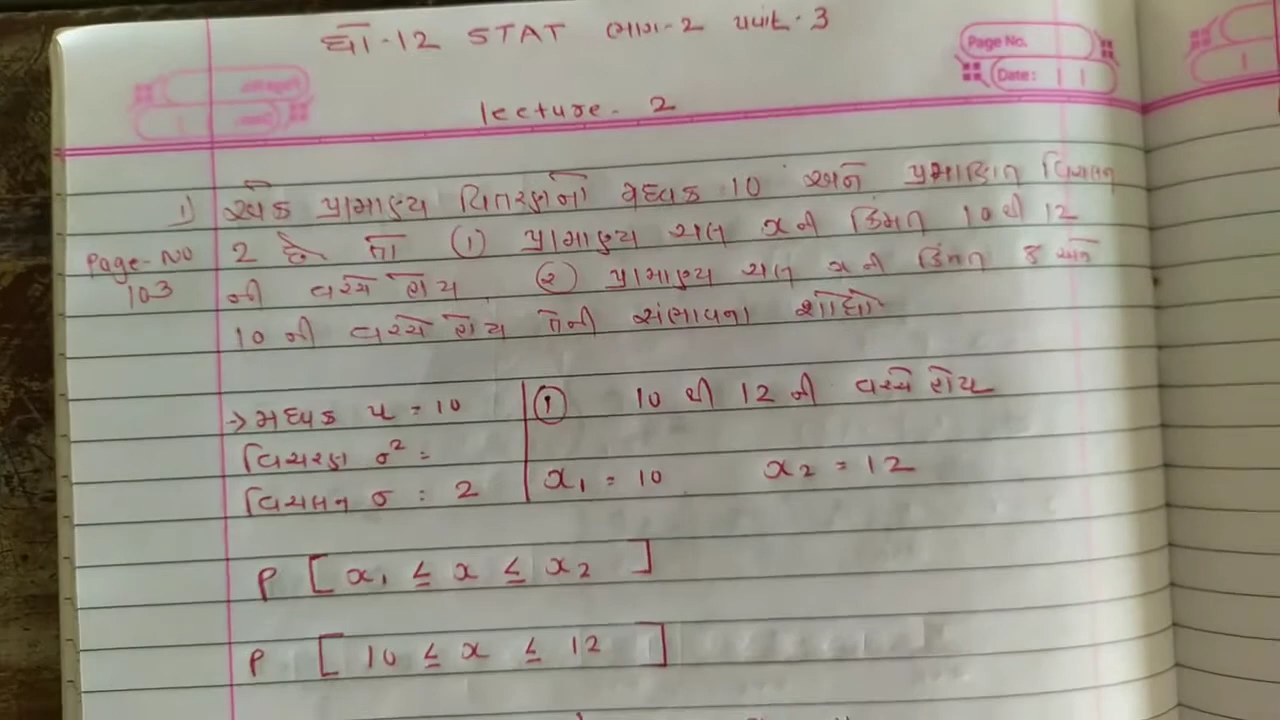 ધો-12 STAT ભાગ-2 પાઠ-3
Page No.
Date:
lecture - 2
1) એક પ્રામાણ્ય વિતરણનો મધ્યક 10 અને પ્રમાણિત વિચલન
Page-No 103
2 છે તો (1) પ્રામાણ્ય ચલ x ની કિંમત 10 થી 12
ની વચ્ચે હોય (2) પ્રામાણ્ય ચલ x ની કિંમત 8 અને
10 ની વચ્ચે હોય તેની સંભાવના શોધો
→ મધ્યક μ = 10
વિચરણ σ² =
વિચલન σ = 2
(1) 10 થી 12 ની વચ્ચે હોય
x₁ = 10 x₂ = 12
P [ x₁ ≤ x ≤ x₂ ]
P [ 10 ≤ x ≤ 12 ]